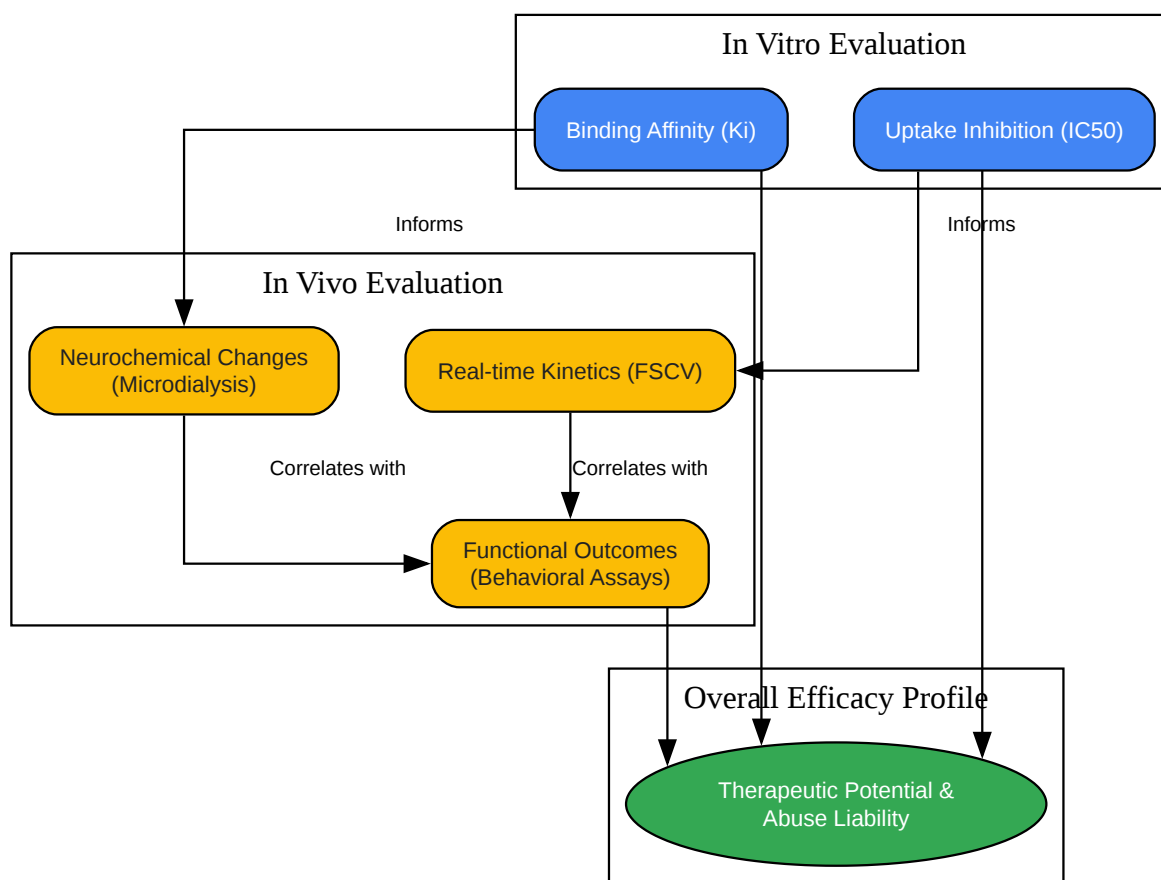 In Vitro Evaluation
Binding Affinity (Ki)
Uptake Inhibition (IC50)
Informs
Informs
In Vivo Evaluation
Neurochemical Changes
(Microdialysis)
Real-time Kinetics (FSCV)
Correlates with
Correlates with
Functional Outcomes
(Behavioral Assays)
Overall Efficacy Profile
Therapeutic Potential &
Abuse Liability